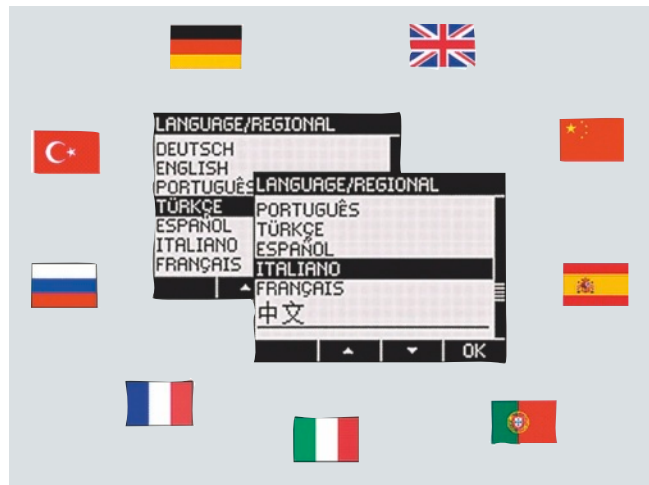 LANGUAGE/REGIONAL
DEUTSCH
ENGLISH
PORTUGUÊS
TÜRKÇE
ESPAÑOL
ITALIANO
FRANÇAIS
LANGUAGE/REGIONAL
PORTUGUÊS
TÜRKÇE
ESPAÑOL
ITALIANO
FRANÇAIS
中文
OK